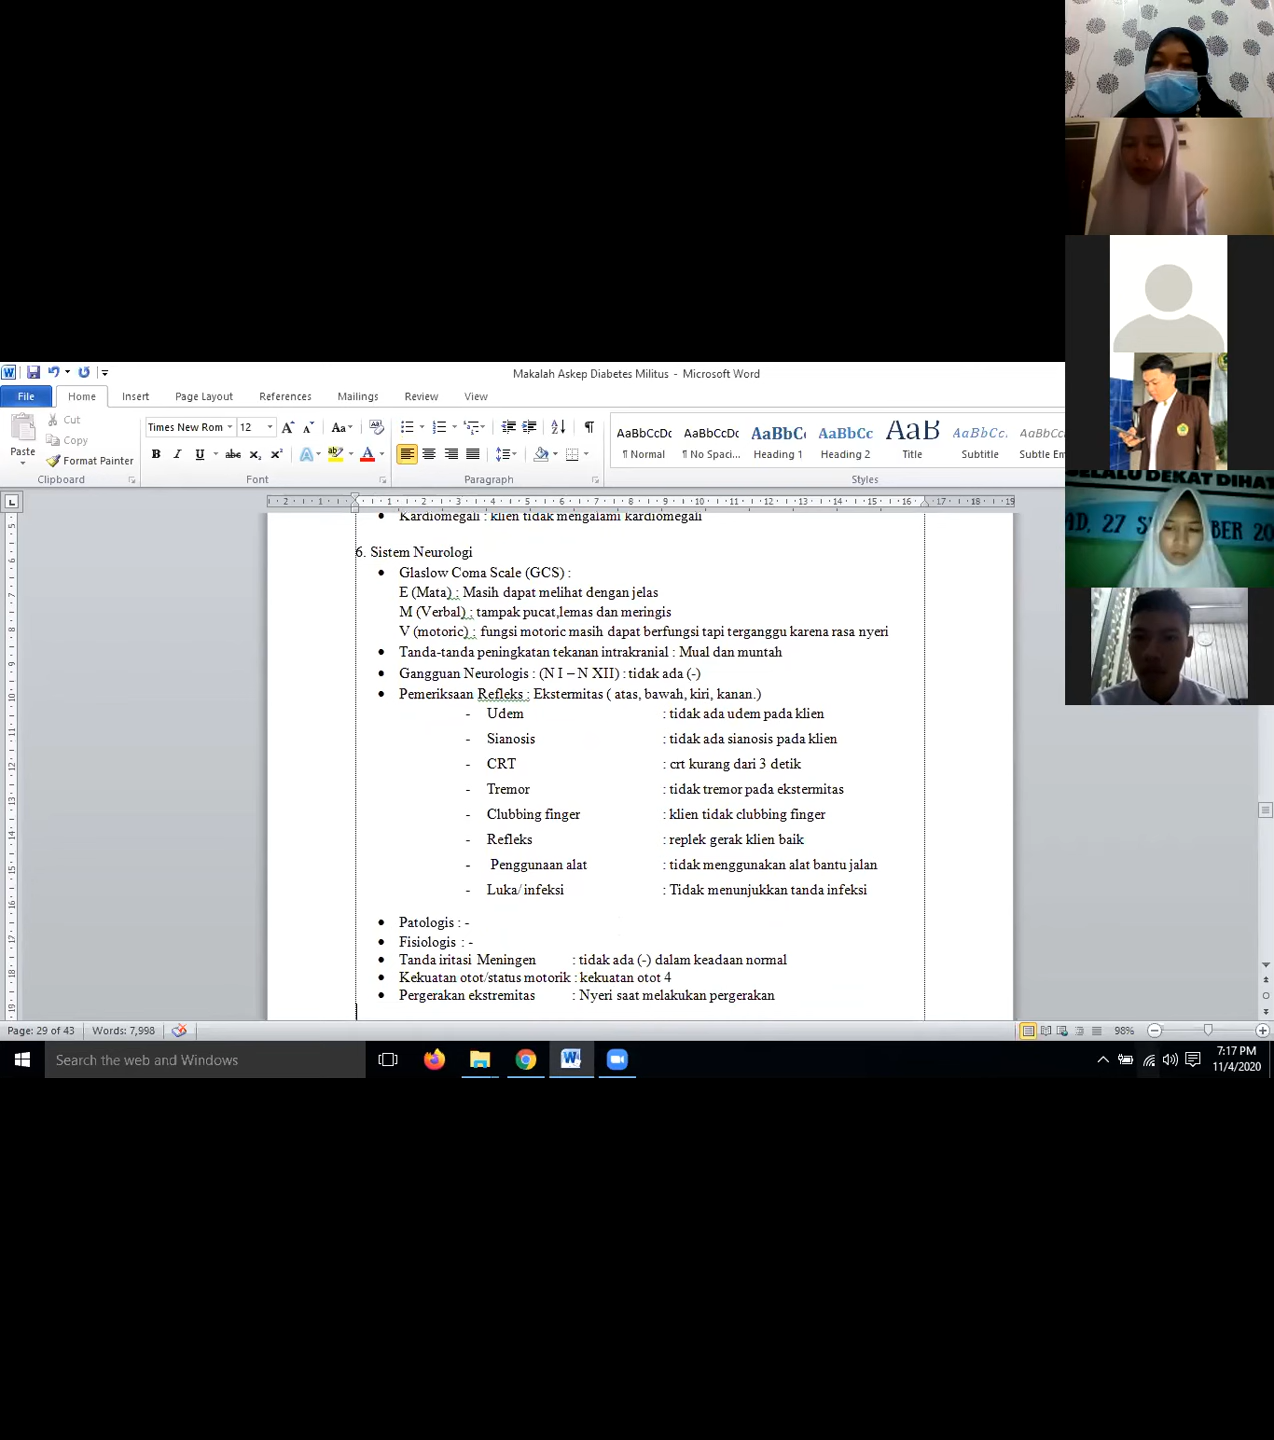 Makalah Askep Diabetes Militus - Microsoft Word
File Home Insert Page Layout References Mailings Review View
Paste
Cut
Copy
Format Painter
Clipboard
Times New Rom 12
Font
Paragraph
AaBbCcDc AaBbCcDc AaBbC AaBbCc AaB AaBbCc. AaBbCc
¶ Normal ¶ No Spaci... Heading 1 Heading 2 Title Subtitle Subtle Em
Styles
• Kardiomegali : klien tidak mengalami kardiomegali
6. Sistem Neurologi
• Glaslow Coma Scale (GCS) :
E (Mata) : Masih dapat melihat dengan jelas
M (Verbal) : tampak pucat,lemas dan meringis
V (motoric) : fungsi motoric masih dapat berfungsi tapi terganggu karena rasa nyeri
• Tanda-tanda peningkatan tekanan intrakranial : Mual dan muntah
• Gangguan Neurologis : (N I – N XII) : tidak ada (-)
• Pemeriksaan Refleks : Ekstermitas ( atas, bawah, kiri, kanan.)
- Udem : tidak ada udem pada klien
- Sianosis : tidak ada sianosis pada klien
- CRT : crt kurang dari 3 detik
- Tremor : tidak tremor pada ekstermitas
- Clubbing finger : klien tidak clubbing finger
- Refleks : replek gerak klien baik
- Penggunaan alat : tidak menggunakan alat bantu jalan
- Luka/ infeksi : Tidak menunjukkan tanda infeksi
• Patologis : -
• Fisiologis : -
• Tanda iritasi Meningen : tidak ada (-) dalam keadaan normal
• Kekuatan otot/status motorik : kekuatan otot 4
• Pergerakan ekstremitas : Nyeri saat melakukan pergerakan
Page: 29 of 43 Words: 7,998 98%
Search the web and Windows
7:17 PM
11/4/2020
SELALU DEKAT DIHAT
AD, 27 S BER 20